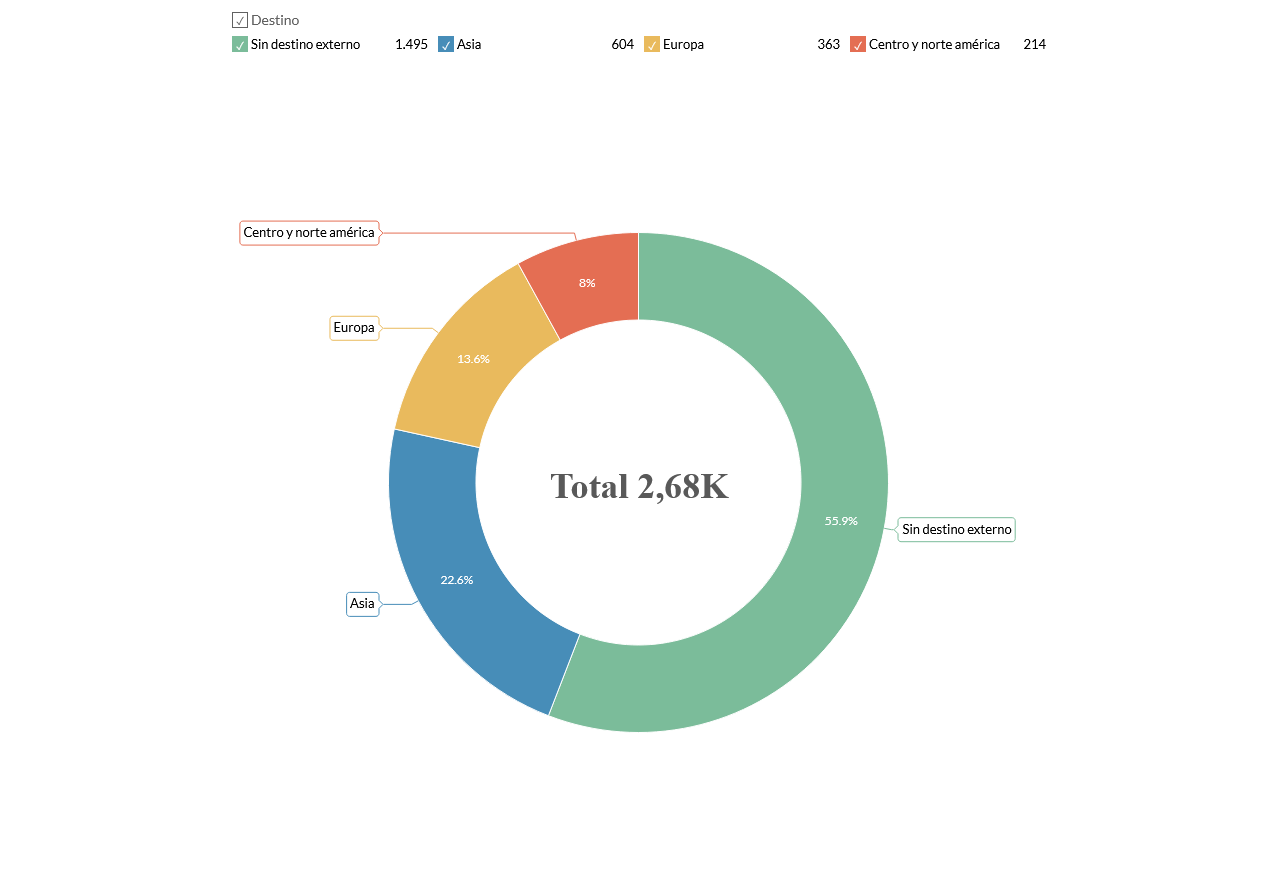 Destino
Sin destino externo 1.495 Asia 604 Europa 363 Centro y norte américa 214
Centro y norte américa
8%
Europa
13.6%
Total 2,68K
55.9%
Sin destino externo
22.6%
Asia